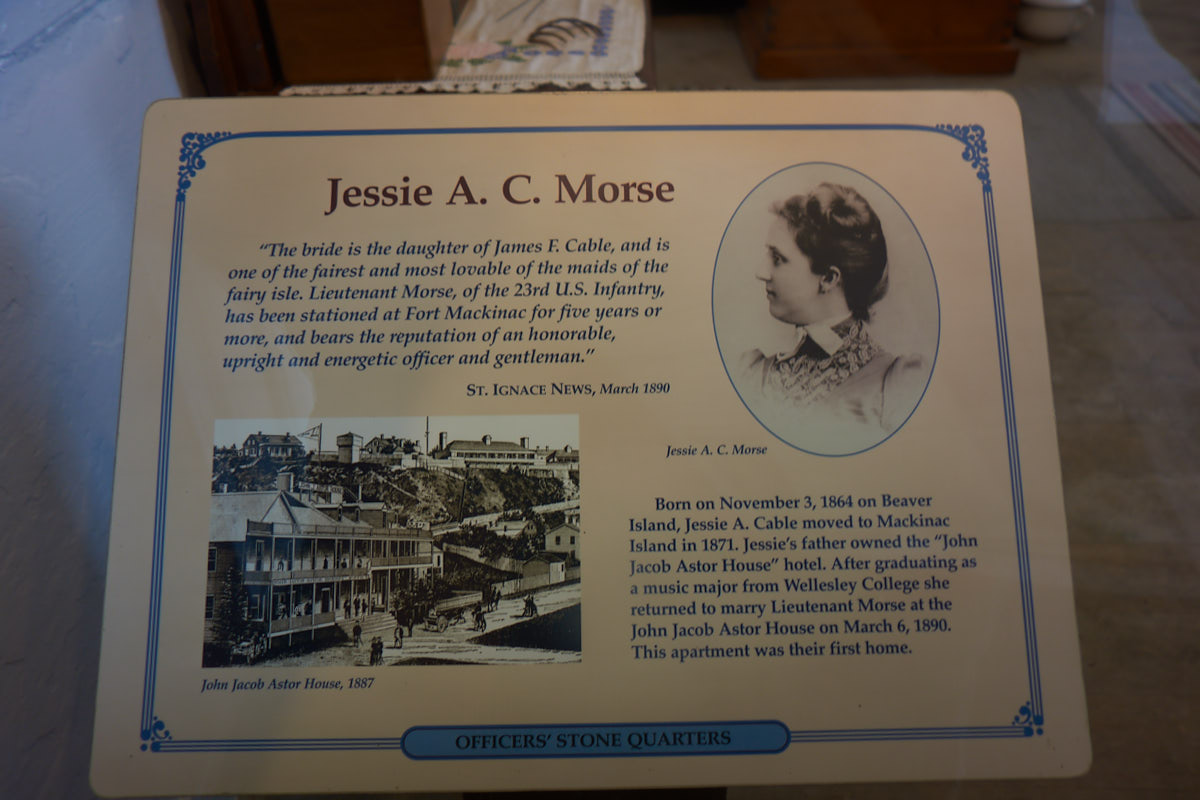 Jessie A. C. Morse
“The bride is the daughter of James F. Cable, and is
one of the fairest and most lovable of the maids of the
fairy isle. Lieutenant Morse, of the 23rd U.S. Infantry,
has been stationed at Fort Mackinac for five years or
more, and bears the reputation of an honorable,
upright and energetic officer and gentleman.”
St. Ignace News, March 1890
Jessie A. C. Morse
Born on November 3, 1864 on Beaver
Island, Jessie A. Cable moved to Mackinac
Island in 1871. Jessie’s father owned the “John
Jacob Astor House” hotel. After graduating as
a music major from Wellesley College she
returned to marry Lieutenant Morse at the
John Jacob Astor House on March 6, 1890.
This apartment was their first home.
John Jacob Astor House, 1887
OFFICERS’ STONE QUARTERS